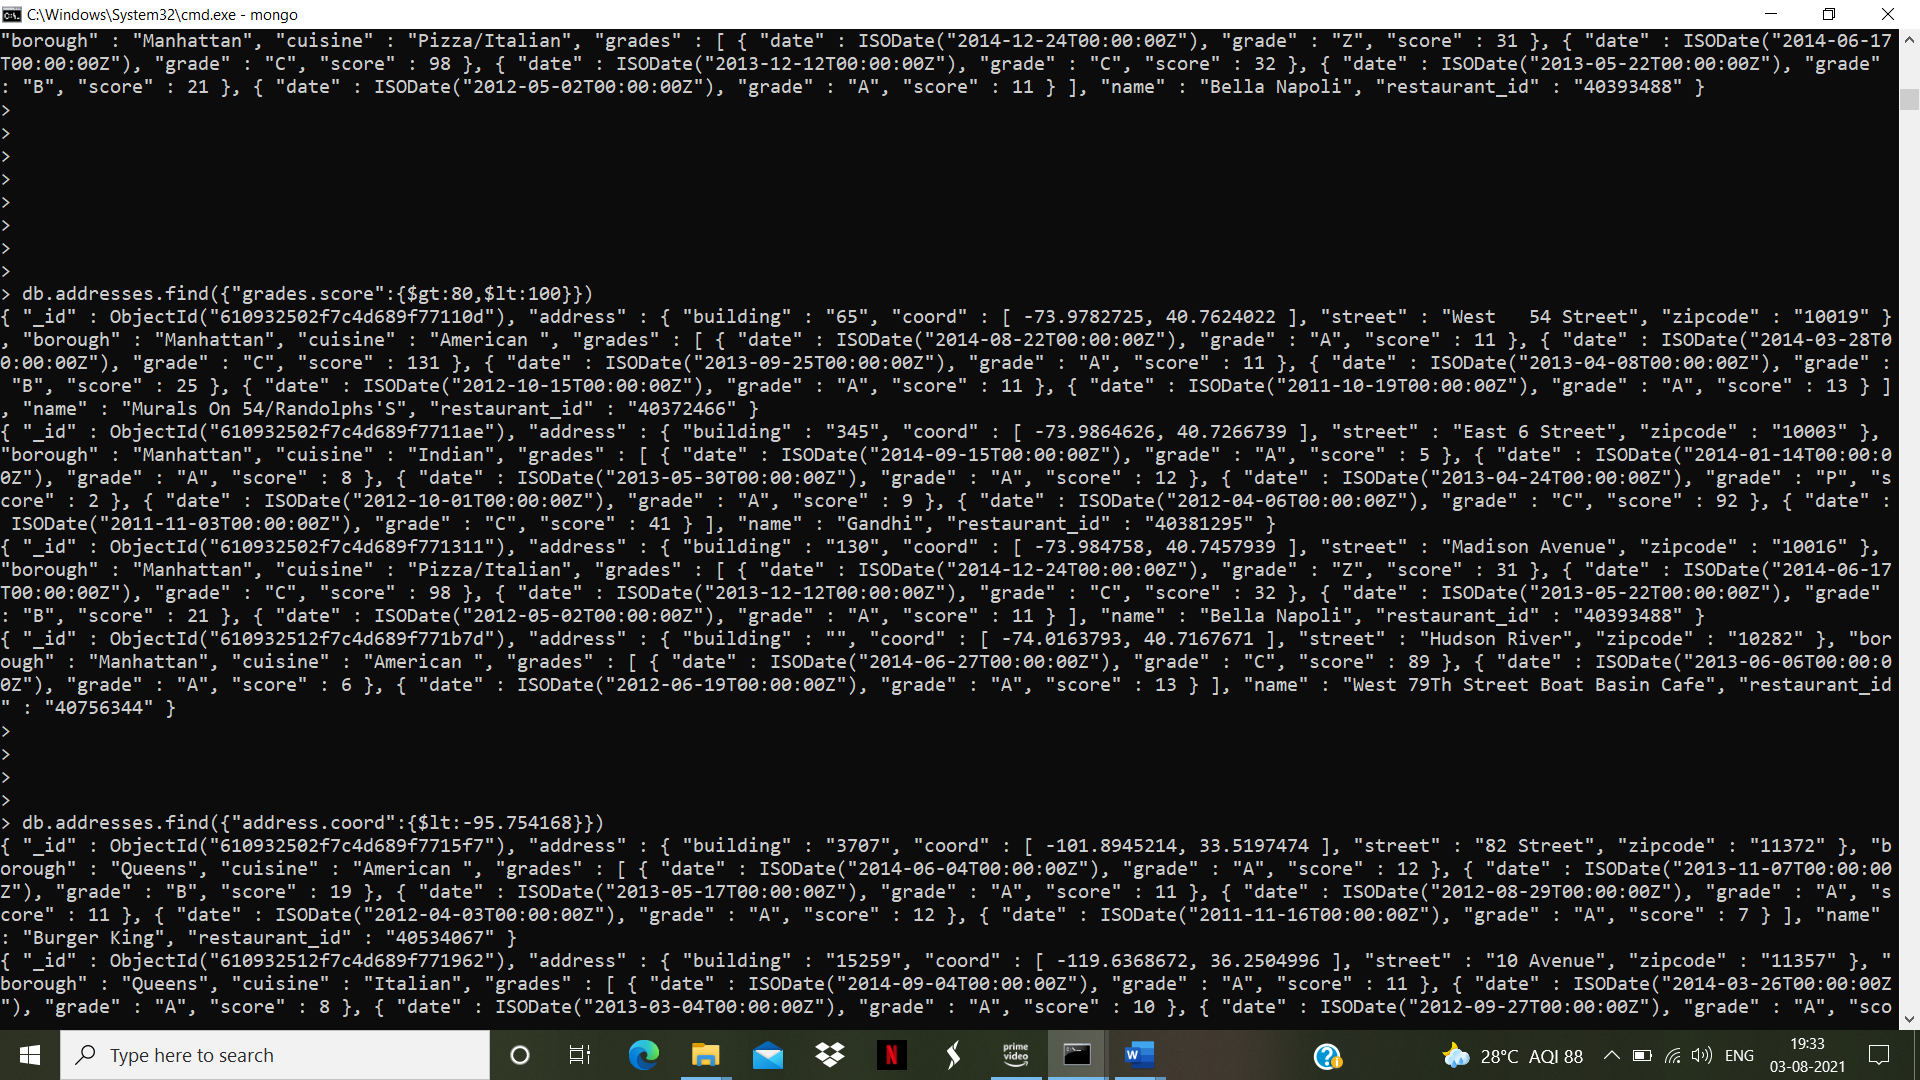 C:\Windows\System32\cmd.exe - mongo
"borough" : "Manhattan", "cuisine" : "Pizza/Italian", "grades" : [ { "date" : ISODate("2014-12-24T00:00:00Z"), "grade" : "Z", "score" : 31 }, { "date" : ISODate("2014-06-17
T00:00:00Z"), "grade" : "C", "score" : 98 }, { "date" : ISODate("2013-12-12T00:00:00Z"), "grade" : "C", "score" : 32 }, { "date" : ISODate("2013-05-22T00:00:00Z"), "grade"
: "B", "score" : 21 }, { "date" : ISODate("2012-05-02T00:00:00Z"), "grade" : "A", "score" : 11 } ], "name" : "Bella Napoli", "restaurant_id" : "40393488" }
>
>
>
>
>
>
>
>
> db.addresses.find({"grades.score":{$gt:80,$lt:100}})
{ "_id" : ObjectId("610932502f7c4d689f77110d"), "address" : { "building" : "65", "coord" : [ -73.9782725, 40.7624022 ], "street" : "West   54 Street", "zipcode" : "10019" }
, "borough" : "Manhattan", "cuisine" : "American ", "grades" : [ { "date" : ISODate("2014-08-22T00:00:00Z"), "grade" : "A", "score" : 11 }, { "date" : ISODate("2014-03-28T0
0:00:00Z"), "grade" : "C", "score" : 131 }, { "date" : ISODate("2013-09-25T00:00:00Z"), "grade" : "A", "score" : 11 }, { "date" : ISODate("2013-04-08T00:00:00Z"), "grade" :
 "B", "score" : 25 }, { "date" : ISODate("2012-10-15T00:00:00Z"), "grade" : "A", "score" : 11 }, { "date" : ISODate("2011-10-19T00:00:00Z"), "grade" : "A", "score" : 13 } ]
, "name" : "Murals On 54/Randolphs'S", "restaurant_id" : "40372466" }
{ "_id" : ObjectId("610932502f7c4d689f7711ae"), "address" : { "building" : "345", "coord" : [ -73.9864626, 40.7266739 ], "street" : "East 6 Street", "zipcode" : "10003" },
"borough" : "Manhattan", "cuisine" : "Indian", "grades" : [ { "date" : ISODate("2014-09-15T00:00:00Z"), "grade" : "A", "score" : 5 }, { "date" : ISODate("2014-01-14T00:00:0
0Z"), "grade" : "A", "score" : 8 }, { "date" : ISODate("2013-05-30T00:00:00Z"), "grade" : "A", "score" : 12 }, { "date" : ISODate("2013-04-24T00:00:00Z"), "grade" : "P", "s
core" : 2 }, { "date" : ISODate("2012-10-01T00:00:00Z"), "grade" : "A", "score" : 9 }, { "date" : ISODate("2012-04-06T00:00:00Z"), "grade" : "C", "score" : 92 }, { "date" :
 ISODate("2011-11-03T00:00:00Z"), "grade" : "C", "score" : 41 } ], "name" : "Gandhi", "restaurant_id" : "40381295" }
{ "_id" : ObjectId("610932502f7c4d689f771311"), "address" : { "building" : "130", "coord" : [ -73.984758, 40.7457939 ], "street" : "Madison Avenue", "zipcode" : "10016" },
"borough" : "Manhattan", "cuisine" : "Pizza/Italian", "grades" : [ { "date" : ISODate("2014-12-24T00:00:00Z"), "grade" : "Z", "score" : 31 }, { "date" : ISODate("2014-06-17
T00:00:00Z"), "grade" : "C", "score" : 98 }, { "date" : ISODate("2013-12-12T00:00:00Z"), "grade" : "C", "score" : 32 }, { "date" : ISODate("2013-05-22T00:00:00Z"), "grade"
: "B", "score" : 21 }, { "date" : ISODate("2012-05-02T00:00:00Z"), "grade" : "A", "score" : 11 } ], "name" : "Bella Napoli", "restaurant_id" : "40393488" }
{ "_id" : ObjectId("610932512f7c4d689f771b7d"), "address" : { "building" : "", "coord" : [ -74.0163793, 40.7167671 ], "street" : "Hudson River", "zipcode" : "10282" }, "bor
ough" : "Manhattan", "cuisine" : "American ", "grades" : [ { "date" : ISODate("2014-06-27T00:00:00Z"), "grade" : "C", "score" : 89 }, { "date" : ISODate("2013-06-06T00:00:0
0Z"), "grade" : "A", "score" : 6 }, { "date" : ISODate("2012-06-19T00:00:00Z"), "grade" : "A", "score" : 13 } ], "name" : "West 79Th Street Boat Basin Cafe", "restaurant_id
" : "40756344" }
>
>
>
>
> db.addresses.find({"address.coord":{$lt:-95.754168}})
{ "_id" : ObjectId("610932502f7c4d689f7715f7"), "address" : { "building" : "3707", "coord" : [ -101.8945214, 33.5197474 ], "street" : "82 Street", "zipcode" : "11372" }, "b
orough" : "Queens", "cuisine" : "American ", "grades" : [ { "date" : ISODate("2014-06-04T00:00:00Z"), "grade" : "A", "score" : 12 }, { "date" : ISODate("2013-11-07T00:00:00
Z"), "grade" : "B", "score" : 19 }, { "date" : ISODate("2013-05-17T00:00:00Z"), "grade" : "A", "score" : 11 }, { "date" : ISODate("2012-08-29T00:00:00Z"), "grade" : "A", "s
core" : 11 }, { "date" : ISODate("2012-04-03T00:00:00Z"), "grade" : "A", "score" : 12 }, { "date" : ISODate("2011-11-16T00:00:00Z"), "grade" : "A", "score" : 7 } ], "name"
: "Burger King", "restaurant_id" : "40534067" }
{ "_id" : ObjectId("610932512f7c4d689f771962"), "address" : { "building" : "15259", "coord" : [ -119.6368672, 36.2504996 ], "street" : "10 Avenue", "zipcode" : "11357" }, "
borough" : "Queens", "cuisine" : "Italian", "grades" : [ { "date" : ISODate("2014-09-04T00:00:00Z"), "grade" : "A", "score" : 11 }, { "date" : ISODate("2014-03-26T00:00:00Z
"), "grade" : "A", "score" : 8 }, { "date" : ISODate("2013-03-04T00:00:00Z"), "grade" : "A", "score" : 10 }, { "date" : ISODate("2012-09-27T00:00:00Z"), "grade" : "A", "sco
Type here to search
prime video
28°C AQI 88
ENG
19:33
03-08-2021